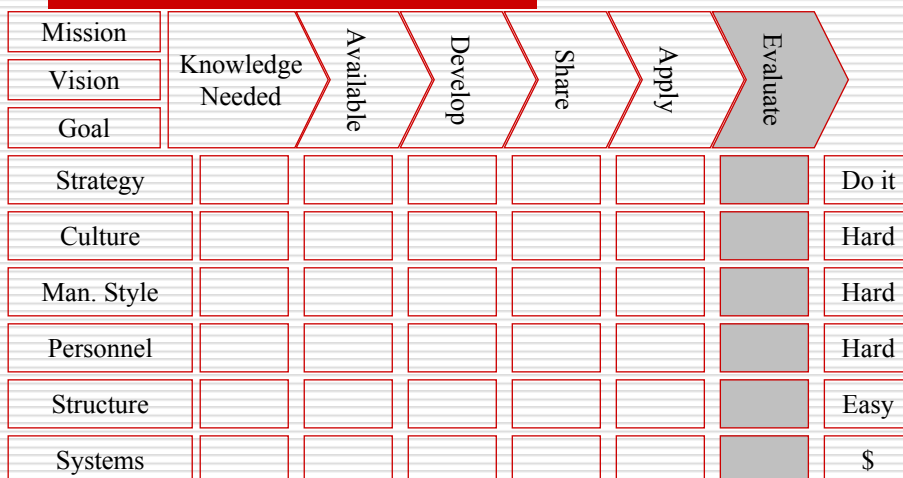 Mission
Vision
Goal
Knowledge
Needed
Available
Develop
Share
Apply
Evaluate
Strategy
Do it
Culture
Hard
Man. Style
Hard
Personnel
Hard
Structure
Easy
Systems
$